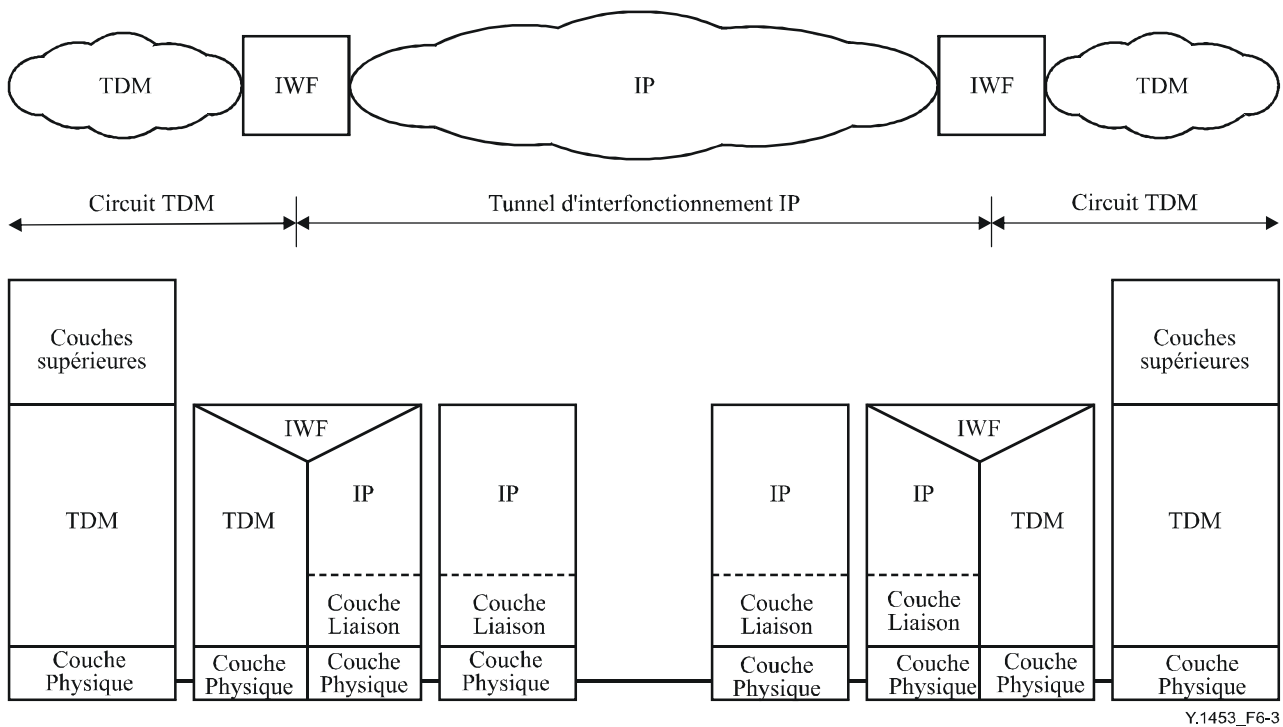 TDM
IWF
IP
IWF
TDM
Circuit TDM
Tunnel d'interfonctionnement IP
Circuit TDM
Couches
supérieures
TDM
Couche
Physique
IWF
TDM
IP
Couche
Liaison
Couche
Physique
Couche
Physique
IP
Couche
Liaison
Couche
Physique
IP
Couche
Liaison
Couche
Physique
IWF
IP
TDM
Couche
Liaison
Couche
Physique
Couche
Physique
Couches
supérieures
TDM
Couche
Physique
Y.1453_F6-3